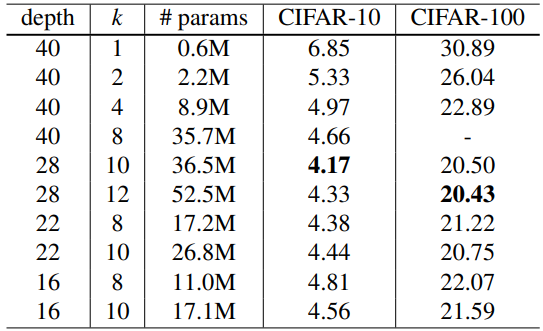 depth k # params CIFAR-10 CIFAR-100
40 1 0.6M 6.85 30.89
40 2 2.2M 5.33 26.04
40 4 8.9M 4.97 22.89
40 8 35.7M 4.66 -
28 10 36.5M 4.17 20.50
28 12 52.5M 4.33 20.43
22 8 17.2M 4.38 21.22
22 10 26.8M 4.44 20.75
16 8 11.0M 4.81 22.07
16 10 17.1M 4.56 21.59